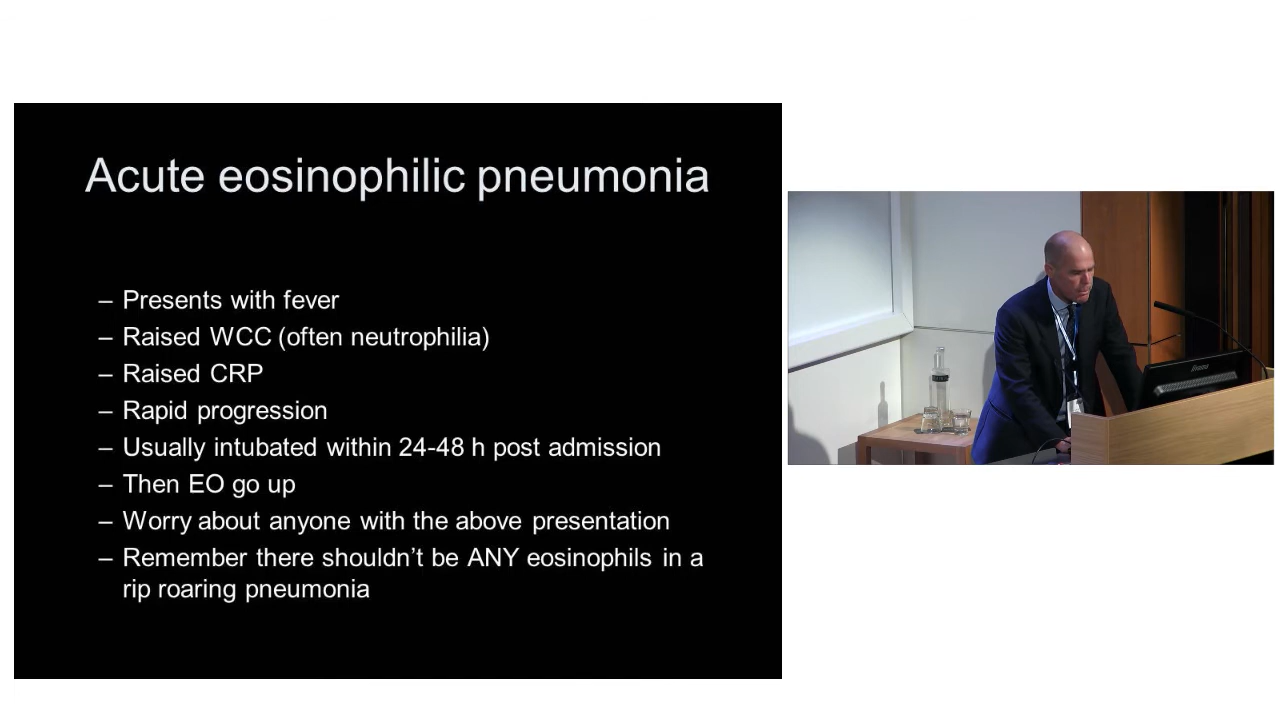 Acute eosinophilic pneumonia
– Presents with fever
– Raised WCC (often neutrophilia)
– Raised CRP
– Rapid progression
– Usually intubated within 24-48 h post admission
– Then EO go up
– Worry about anyone with the above presentation
– Remember there shouldn’t be ANY eosinophils in a
rip roaring pneumonia